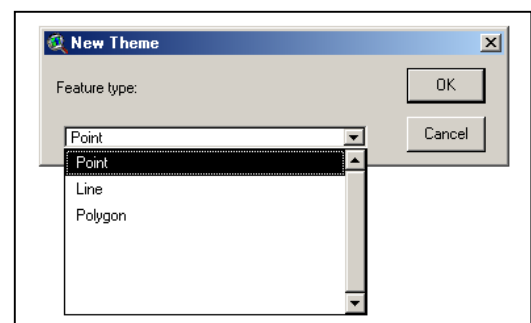 New Theme
Feature type:
OK
Point
Cancel
Point
Line
Polygon